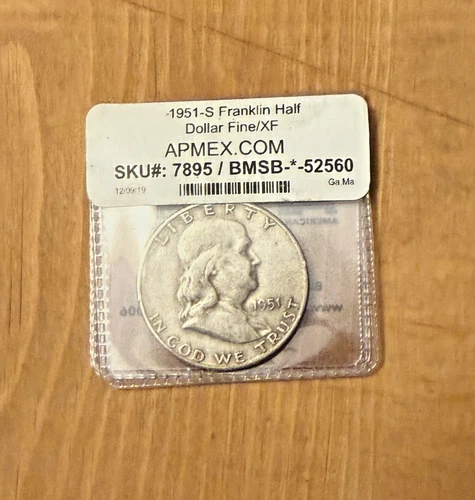 1951-S Franklin Half
Dollar Fine/XF
APMEX.COM
SKU#: 7895 / BMSB-*-52560
12/09/19
Ga.Ma
LIBERTY
1951
IN GOD WE TRUST